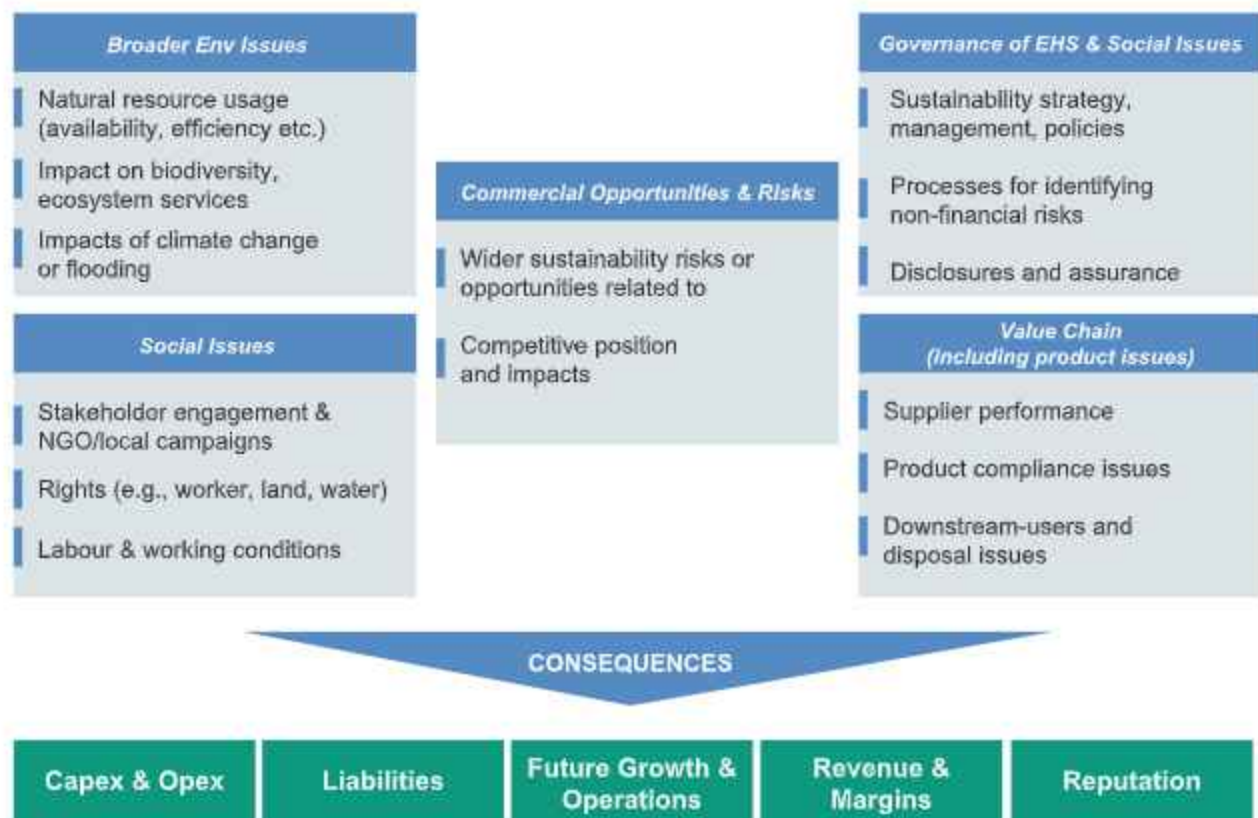 Broader Env Issues
Natural resource usage
(availability, efficiency etc.)
Impact on biodiversity,
ecosystem services
Impacts of climate change
or flooding
Social Issues
Stakeholder engagement &
NGO/local campaigns
Rights (e.g., worker, land, water)
Labour & working conditions
Commercial Opportunities & Risks
Wider sustainability risks or
opportunities related to
Competitive position
and impacts
Governance of EHS & Social Issues
Sustainability strategy,
management, policies
Processes for identifying
non-financial risks
Disclosures and assurance
Value Chain
(Including product issues)
Supplier performance
Product compliance issues
Downstream-users and
disposal issues
CONSEQUENCES
Capex & Opex
Liabilities
Future Growth &
Operations
Revenue &
Margins
Reputation